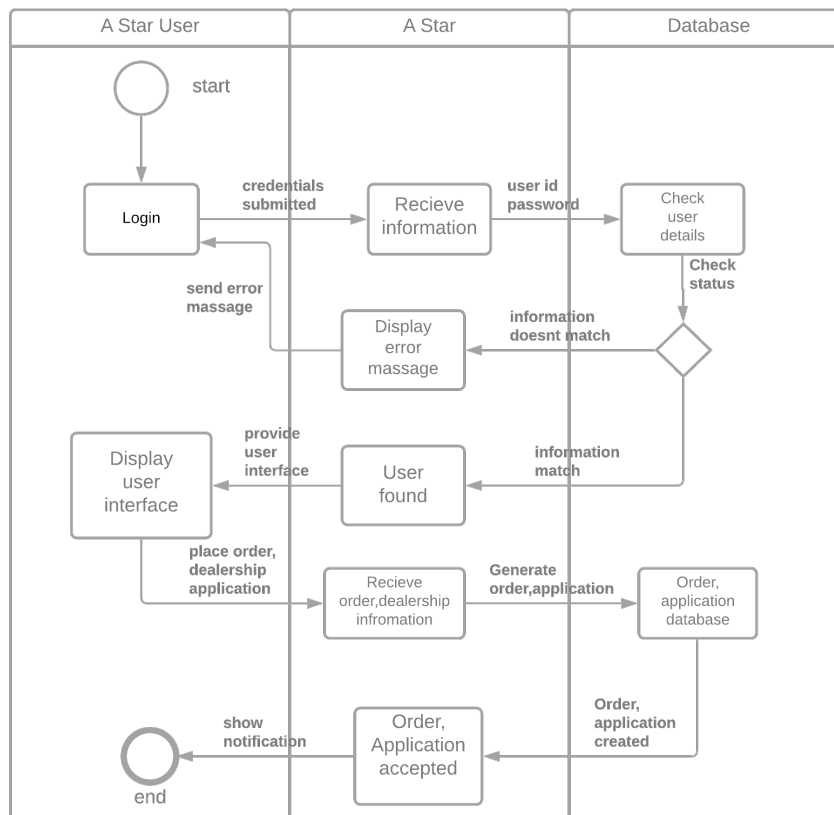 A Star User
A Star
Database
start
Login
credentials
submitted
Recieve
information
user id
password
Check
user
details
Check
status
send error
massage
Display
error
massage
information
doesnt match
Display
user
interface
provide
user
interface
User
found
information
match
place order,
dealership
application
Recieve
order,dealership
infromation
Generate
order,application
Order,
application
database
show
notification
Order,
Application
accepted
Order,
application
created
end